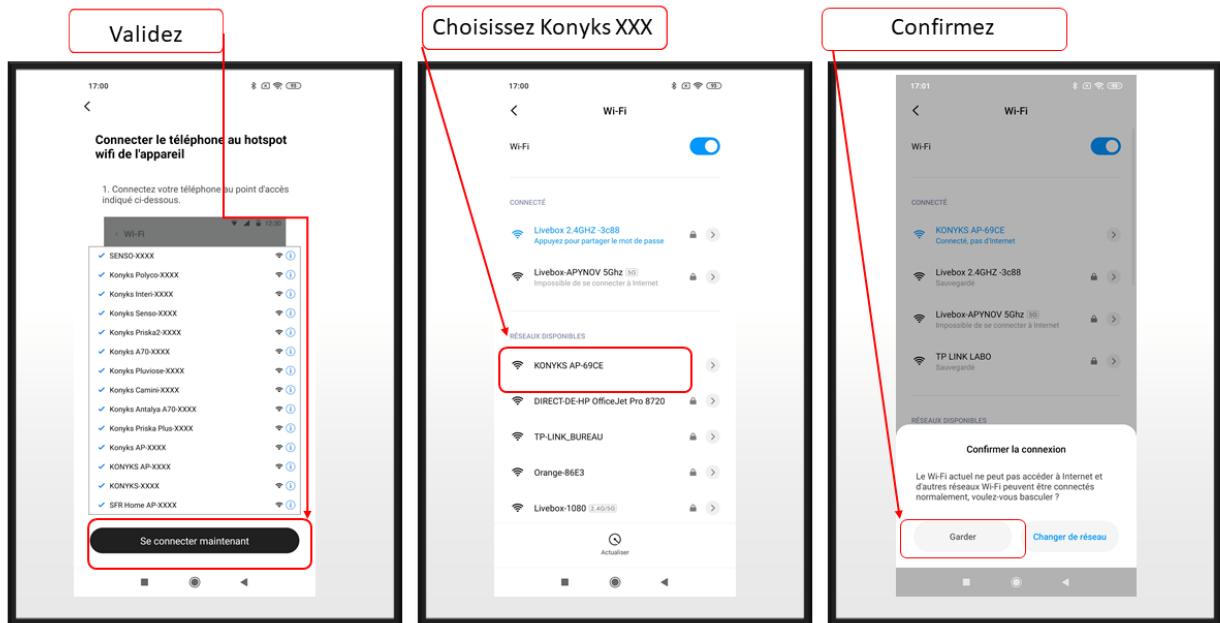 Validez
Choisissez Konyks XXX
Confirmez
17:00
Connecter le téléphone au hotspot
wifi de l'appareil
1. Connectez votre téléphone au point d'accès
indiqué ci-dessous.
12:30
Wi-Fi
SENSO-XXXX
Konyks Polyco-XXXX
Konyks Interi-XXXX
Konyks Senso-XXXX
Konyks Priska2-XXXX
Konyks A70-XXXX
Konyks Pluviose-XXXX
Konyks Camini-XXXX
Konyks Antalya A70-XXXX
Konyks Priska Plus-XXXX
Konyks AP-XXXX
KONYKS AP-XXXX
KONYKS-XXXX
SFR Home AP-XXXX
Se connecter maintenant
17:00
Wi-Fi
Wi-Fi
CONNECTÉ
Livebox 2.4GHZ -3c88
Appuyez pour partager le mot de passe
Livebox-APYNOV 5Ghz 5G
Impossible de se connecter à Internet
RÉSEAUX DISPONIBLES
KONYKS AP-69CE
DIRECT-DE-HP OfficeJet Pro 8720
TP-LINK_BUREAU
Orange-86E3
Livebox-1080 2.4G/5G
Actualiser
17:01
Wi-Fi
Wi-Fi
CONNECTÉ
KONYKS AP-69CE
Connecté, pas d'Internet
Livebox 2.4GHZ -3c88
Sauvegardé
Livebox-APYNOV 5Ghz 5G
Impossible de se connecter à Internet
TP LINK LABO
Sauvegardé
RÉSEAUX DISPONIBLES
Confirmer la connexion
Le Wi-Fi actuel ne peut pas accéder à Internet et
d'autres réseaux Wi-Fi peuvent être connectés
normalement, voulez-vous basculer ?
Garder
Changer de réseau